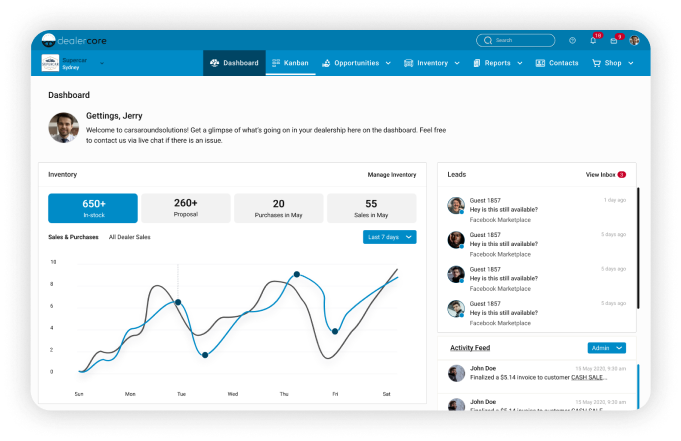 dealercore
Search
18
9
Supercar
Sydney
Dashboard
Kanban
Opportunities
Inventory
Reports
Contacts
Shop
Dashboard
Gettings, Jerry
Welcome to carsaroundsolutions! Get a glimpse of what's going on in your dealership here on the dashboard. Feel free
to contact us via live chat if there is an issue.
Inventory
Manage Inventory
650+
In-stock
260+
Proposal
20
Purchases in May
55
Sales in May
Sales & Purchases
All Dealer Sales
Last 7 days
10
8
6
4
2
0
Sun
Mon
Tue
Wed
Thu
Fri
Sat
Leads
View Inbox 3
Guest 1857
1 day ago
Hey is this still available?
Facebook Marketplace
Guest 1857
5 days ago
Hey is this still available?
Facebook Marketplace
Guest 1857
5 days ago
Hey is this still available?
Facebook Marketplace
Guest 1857
5 days ago
Hey is this still available?
Facebook Marketplace
Activity Feed
Admin
John Doe
15 May 2020, 9:30 am
Finalized a $5.14 invoice to customer CASH SALE...
John Doe
15 May 2020, 9:30 am
Finalized a $5.14 invoice to customer CASH SALE